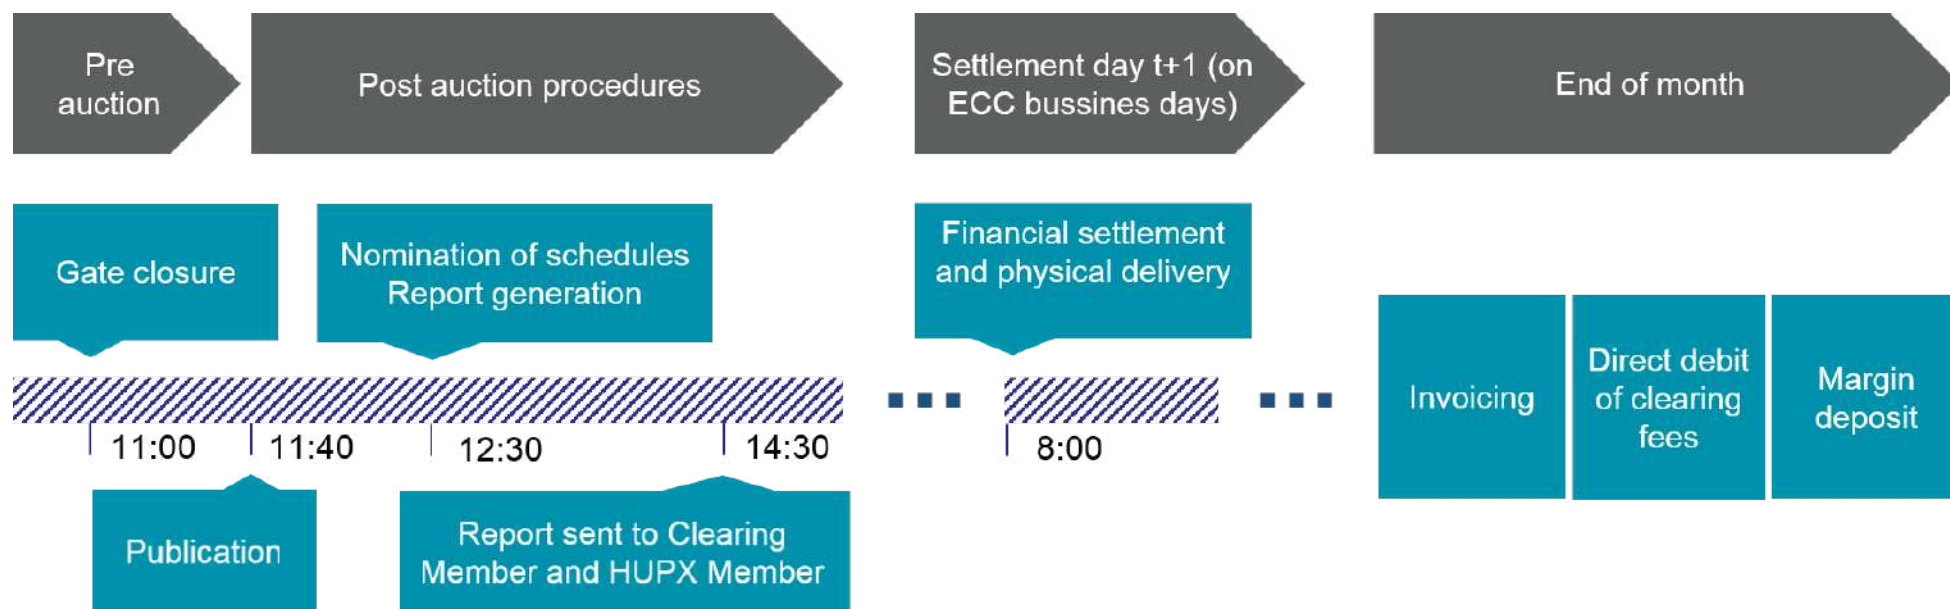 Pre
auction
Post auction procedures
Settlement day t+1 (on
ECC bussines days)
End of month
Gate closure
Nomination of schedules
Report generation
Financial settlement
and physical delivery
11:00
11:40
12:30
14:30
8:00
Publication
Report sent to Clearing
Member and HUPX Member
Invoicing
Direct debit
of clearing
fees
Margin
deposit